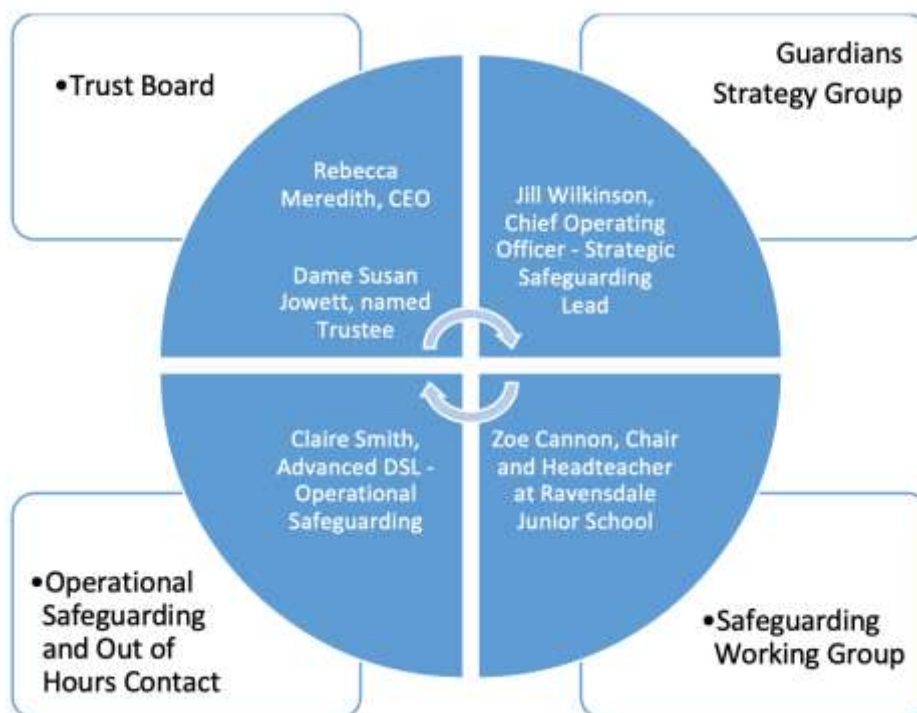 •Trust Board
Guardians
Strategy Group
Rebecca
Meredith, CEO
Dame Susan
Jowett, named
Trustee
Jill Wilkinson,
Chief Operating
Officer - Strategic
Safeguarding
Lead
Claire Smith,
Advanced DSL -
Operational
Safeguarding
Zoe Cannon, Chair
and Headteacher
at Ravensdale
Junior School
•Operational
Safeguarding
and Out of
Hours Contact
•Safeguarding
Working Group